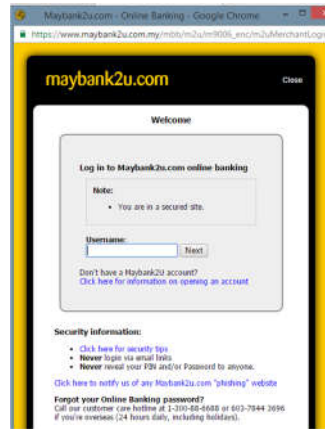 Maybank2u.com - Online Banking - Google Chrome
https://www.maybank2u.com.my/mbb/m2u/m9006_enc/m2uMerchantLogin
maybank2u.com
Close
Welcome
Log in to Maybank2u.com online banking
Note:
• You are in a secured site.
Username:
Next
Don't have a Maybank2U account?
Click here for information on opening an account
Security information:
• Click here for security tips
• Never login via email links
• Never reveal your PIN and/or Password to anyone.
Click here to notify us of any Maybank2u.com "phishing" website
Forgot your Online Banking password?
Call our customer care hotline at 1-300-88-6688 or 603-7844 3696
if you're overseas (24 hours daily, including holidays).